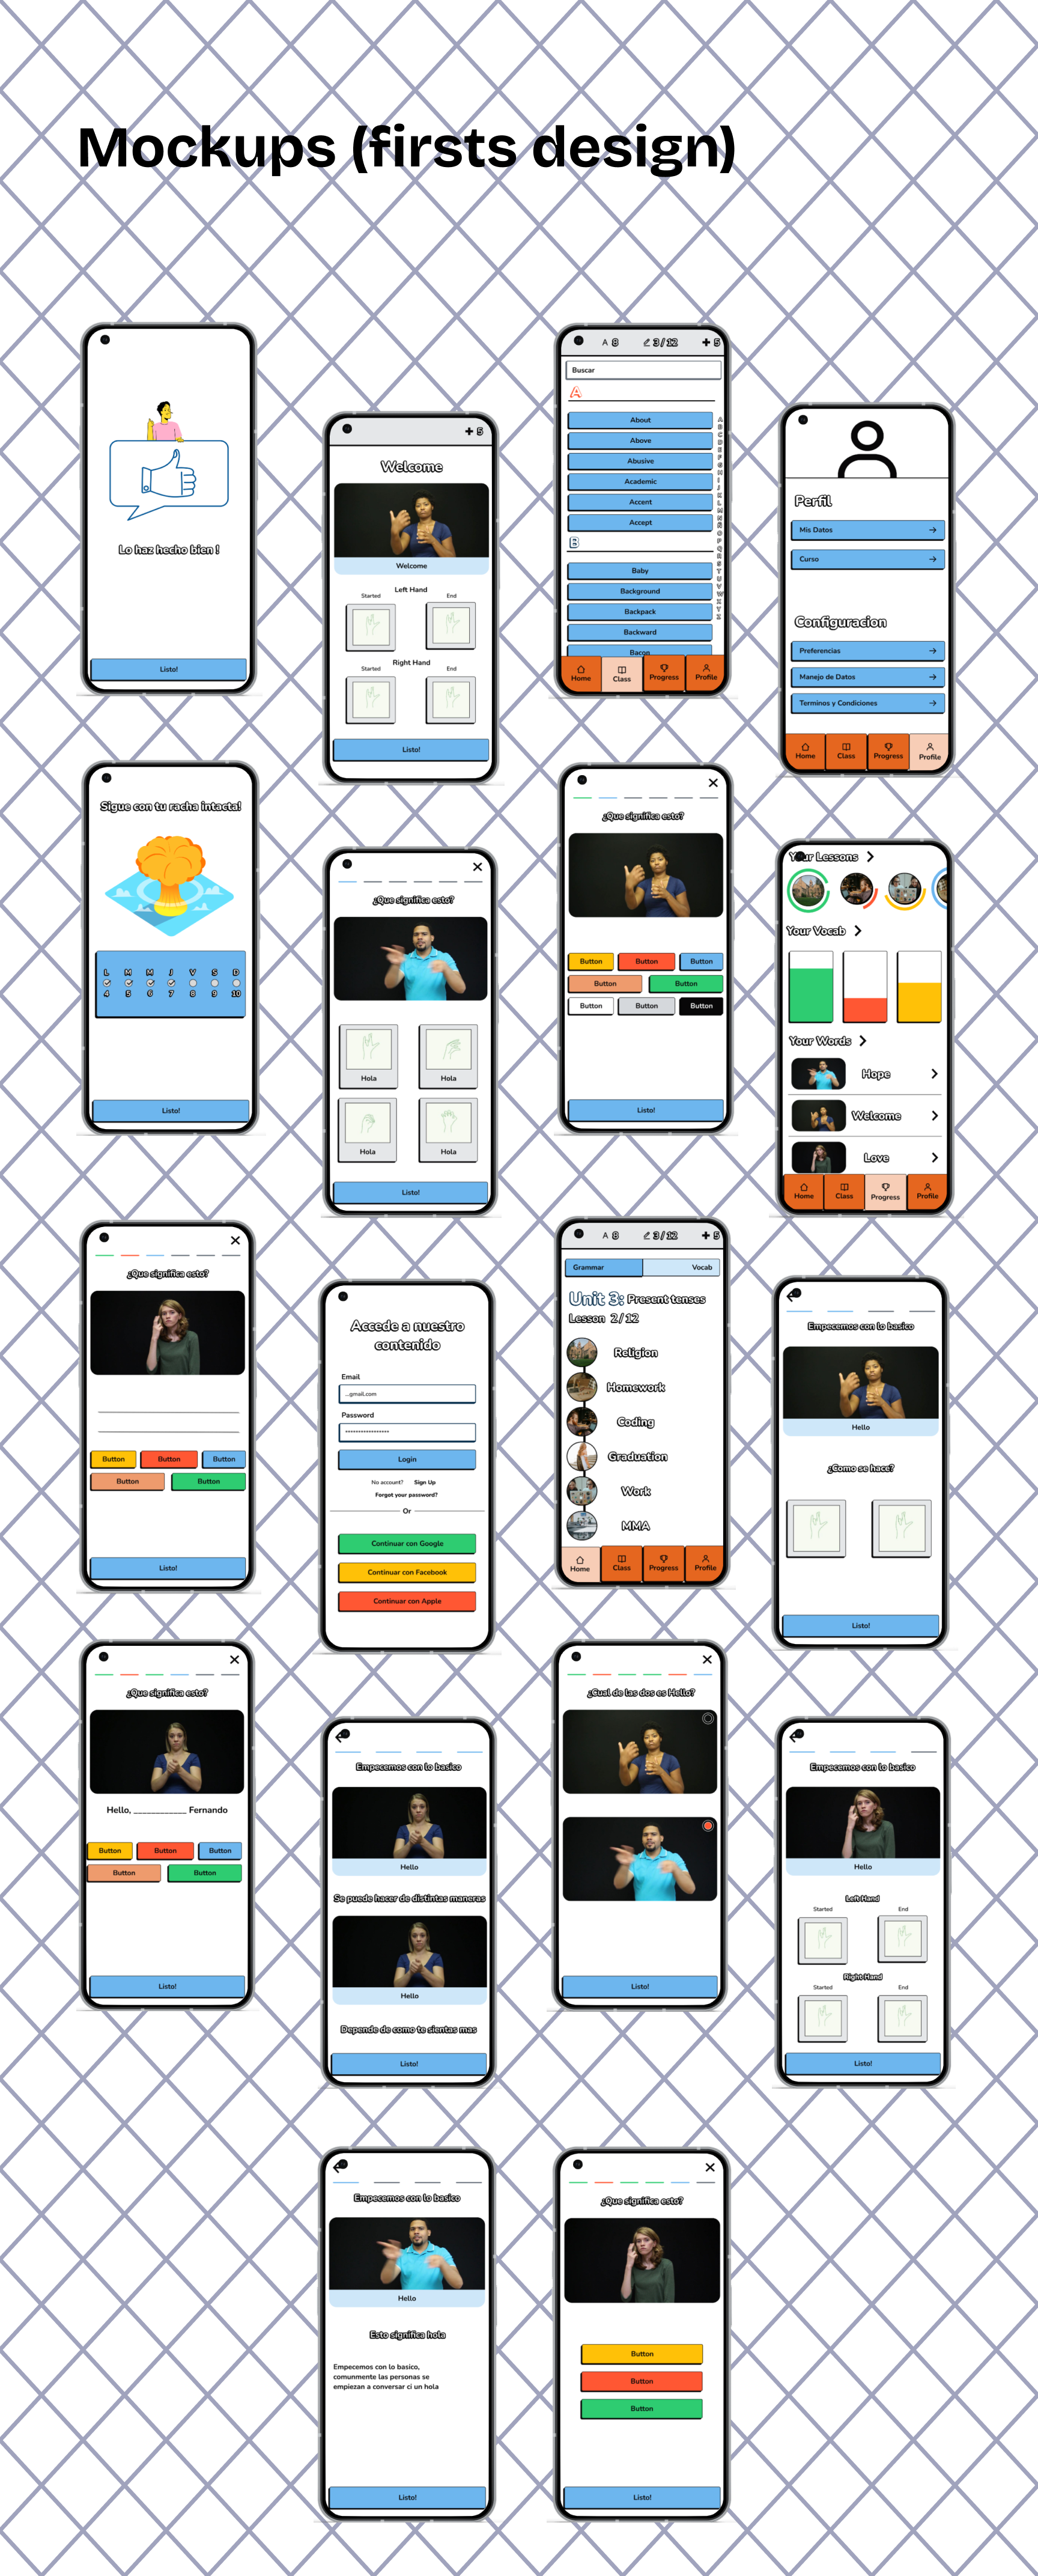 Mockups (firsts design)
Lo haz hecho bien !
Listo!
+ 5
Welcome
Welcome
Left Hand
Started End
Right Hand
Started End
Listo!
A 8 3/12 + 5
Buscar
A
About
Above
Abusive
Academic
Accent
Accept
B
Baby
Background
Backpack
Backward
Bacon
Home Class Progress Profile
Perfil
Mis Datos
Curso
Configuracion
Preferencias
Manejo de Datos
Terminos y Condiciones
Home Class Progress Profile
Sigue con tu racha intacta!
L M M J V S D
4 5 6 7 8 9 10
Listo!
¿Que significa esto?
Hola Hola
Hola Hola
Listo!
¿Que significa esto?
Button Button Button
Button Button
Button Button Button
Listo!
Your Lessons
Your Vocab
Your Words
Hope
Welcome
Love
Home Class Progress Profile
¿Que significa esto?
Button Button Button
Button Button
Listo!
Accede a nuestro
contenido
Email
_.gmail.com
Password
****************
Login
No account? Sign Up
Forgot your password?
Or
Continuar con Google
Continuar con Facebook
Continuar con Apple
A 8 3/12 + 5
Grammar Vocab
Unit 3: Present tenses
Lesson 2/12
Religion
Homework
Coding
Graduation
Work
MMA
Home Class Progress Profile
Empecemos con lo basico
Hello
¿Como se hace?
Listo!
¿Que significa esto?
Hello, ____________ Fernando
Button Button Button
Button Button
Listo!
Empecemos con lo basico
Hello
Se puede hacer de distintas maneras
Hello
Depende de como te sientas mas
Listo!
¿Cual de las dos es Hello?
Listo!
Empecemos con lo basico
Hello
Left Hand
Started End
Right Hand
Started End
Listo!
Empecemos con lo basico
Hello
Esto significa hola
Empecemos con lo basico,
comunmente las personas se
empiezan a conversar ci un hola
Listo!
¿Que significa esto?
Button
Button
Button
Listo!